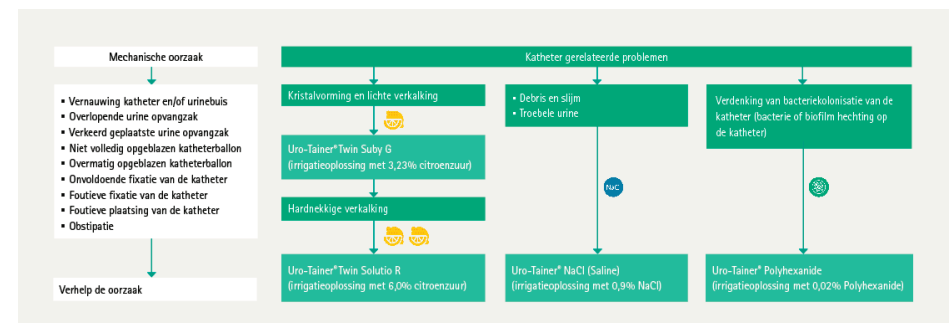 Mechanische oorzaak
▪ Vernauwing katheter en/of urinebuis
▪ Overlopende urine opvangzak
▪ Verkeerd geplaatste urine opvangzak
▪ Niet volledig opgeblazen katheterballon
▪ Overmatig opgeblazen katheterballon
▪ Onvoldoende fixatie van de katheter
▪ Foutieve fixatie van de katheter
▪ Foutieve plaatsing van de katheter
▪ Obstipatie
Verhelp de oorzaak
Katheter gerelateerde problemen
Kristalvorming en lichte verkalking
Uro-Tainer® Twin Suby G
(irrigatieoplossing met 3,23% citroenzuur)
Hardnekkige verkalking
Uro-Tainer® Twin Solutio R
(irrigatieoplossing met 6,0% citroenzuur)
▪ Debris en slijm
▪ Troebele urine
Uro-Tainer® NaCl (Saline)
(irrigatieoplossing met 0,9% NaCl)
Verdenking van bacteriekolonisatie van de
katheter (bacterie of biofilm hechting op
de katheter)
Uro-Tainer® Polyhexanide
(irrigatieoplossing met 0,02% Polyhexanide)